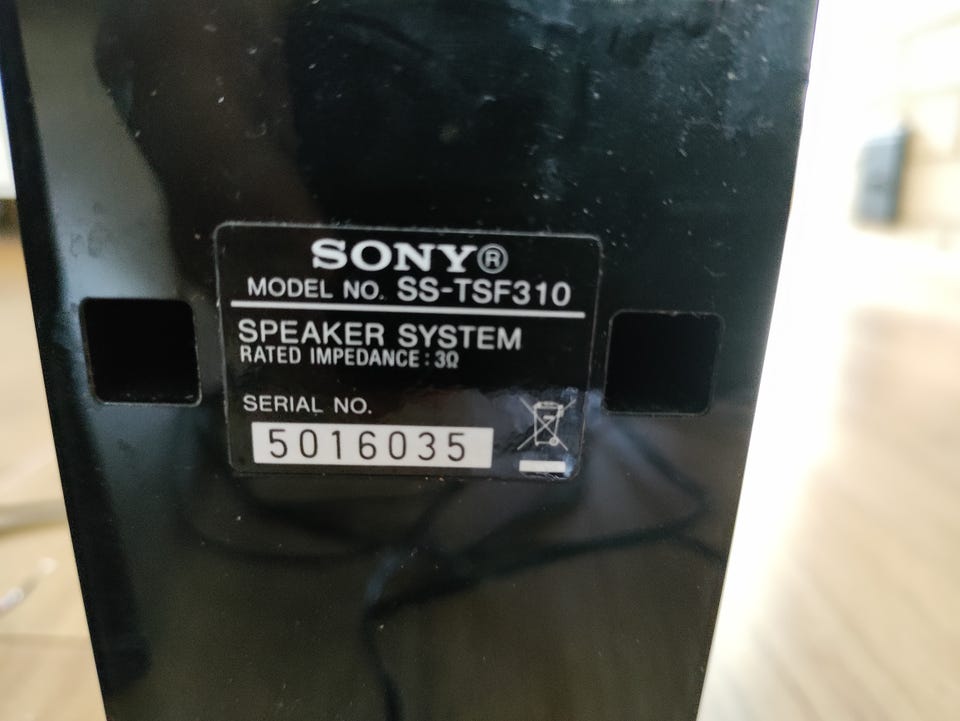 SONY®
MODEL NO. SS-TSF310
SPEAKER SYSTEM
RATED IMPEDANCE : 3Ω
SERIAL NO.
5016035